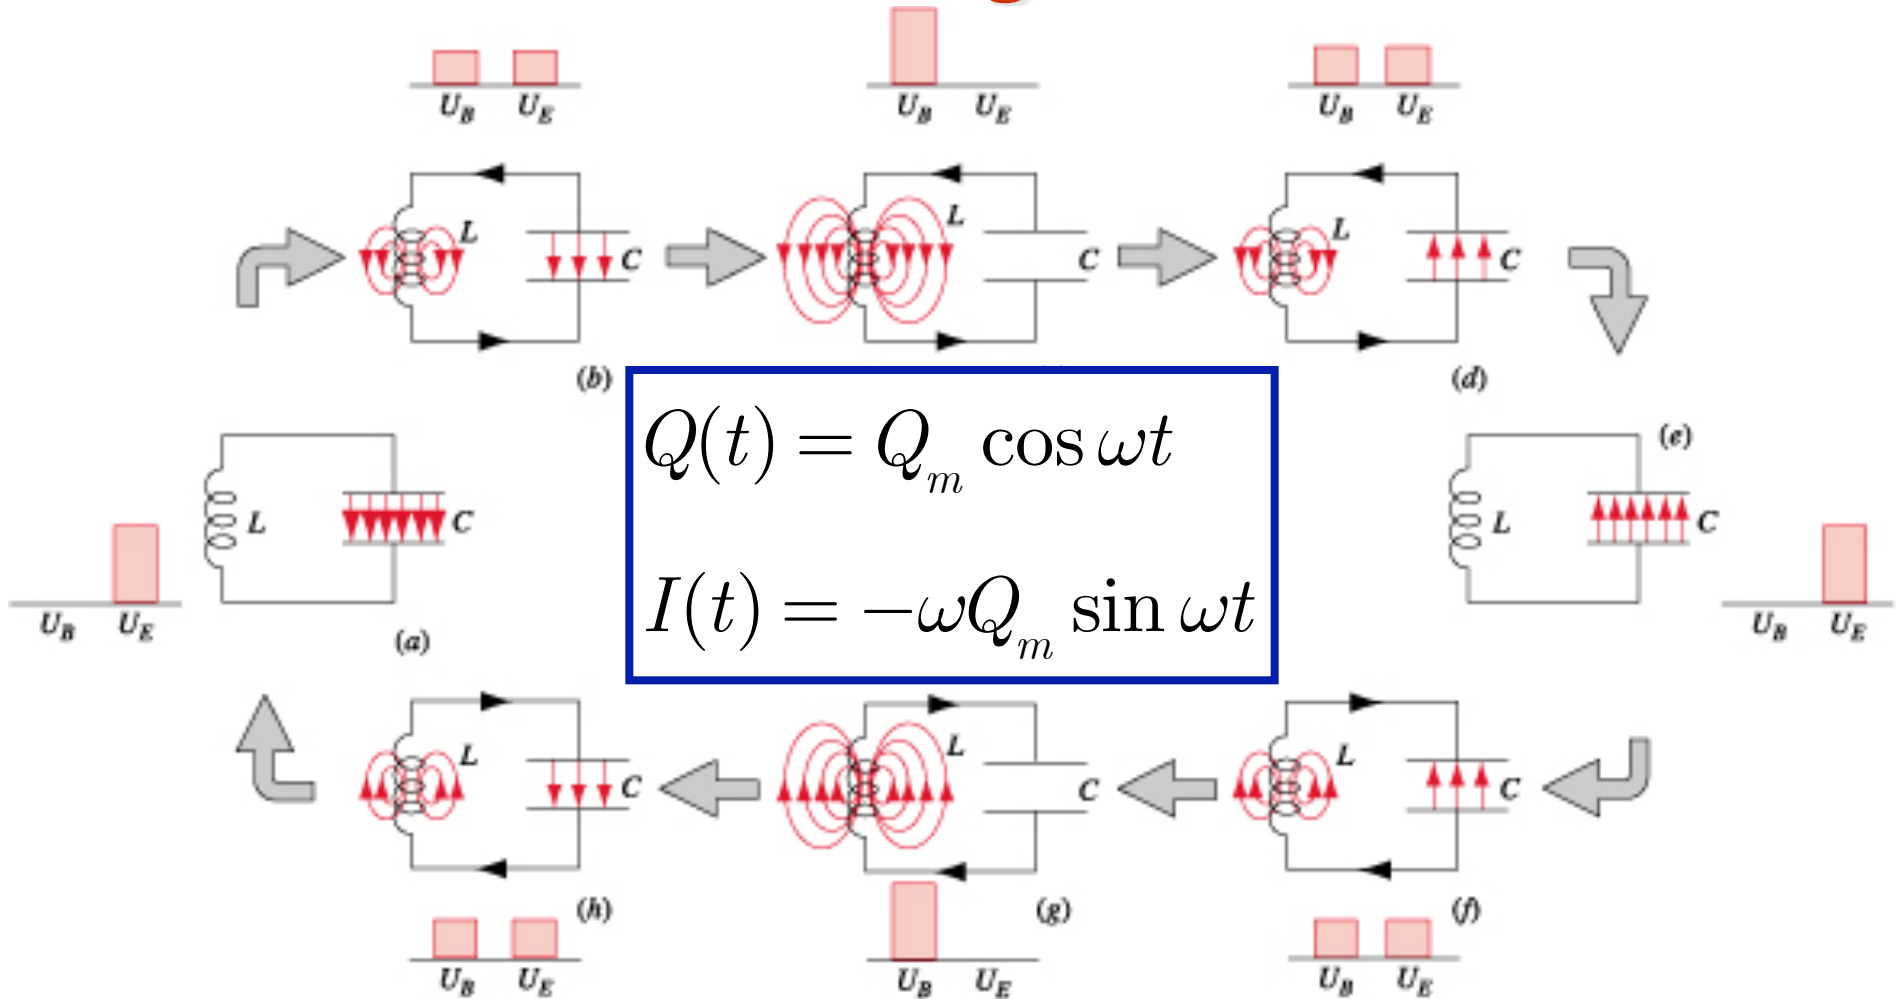 U_B U_E
U_B U_E
U_B U_E
L C
L C
L C
(b)
(d)
Q(t) = Q_m cos ωt
I(t) = −ωQ_m sin ωt
L C
U_B U_E
(a)
(e)
L C
U_B U_E
L C
L C
L C
(h)
(g)
(f)
U_B U_E
U_B U_E
U_B U_E